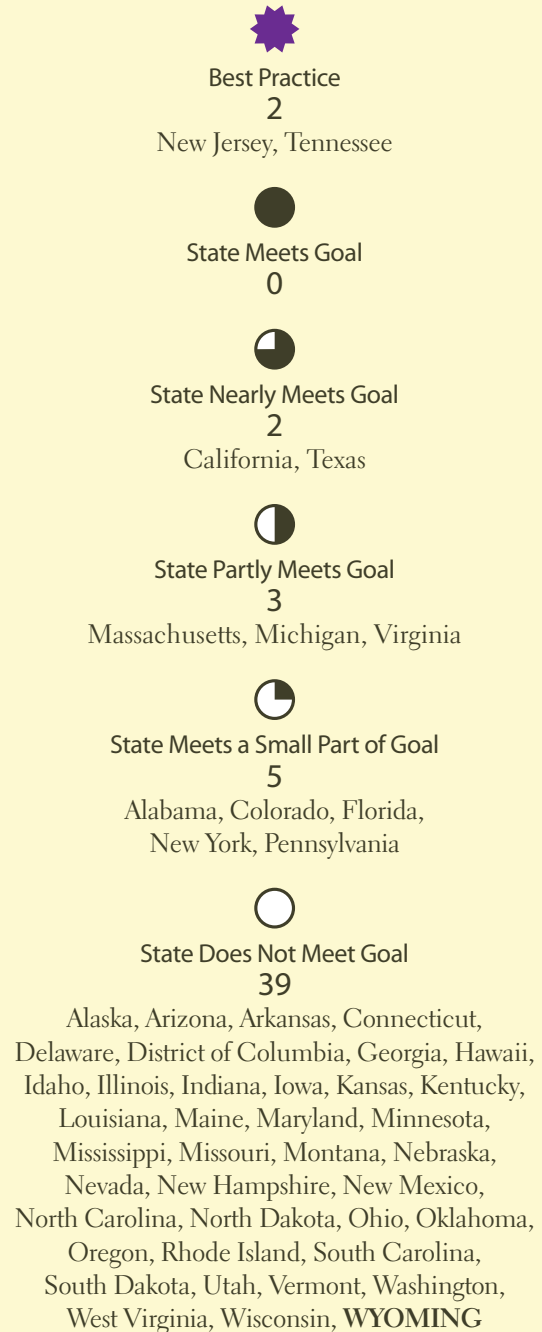 Best Practice
2
New Jersey, Tennessee
State Meets Goal
0
State Nearly Meets Goal
2
California, Texas
State Partly Meets Goal
3
Massachusetts, Michigan, Virginia
State Meets a Small Part of Goal
5
Alabama, Colorado, Florida,
New York, Pennsylvania
State Does Not Meet Goal
39
Alaska, Arizona, Arkansas, Connecticut,
Delaware, District of Columbia, Georgia, Hawaii,
Idaho, Illinois, Indiana, Iowa, Kansas, Kentucky,
Louisiana, Maine, Maryland, Minnesota,
Mississippi, Missouri, Montana, Nebraska,
Nevada, New Hampshire, New Mexico,
North Carolina, North Dakota, Ohio, Oklahoma,
Oregon, Rhode Island, South Carolina,
South Dakota, Utah, Vermont, Washington,
West Virginia, Wisconsin, WYOMING